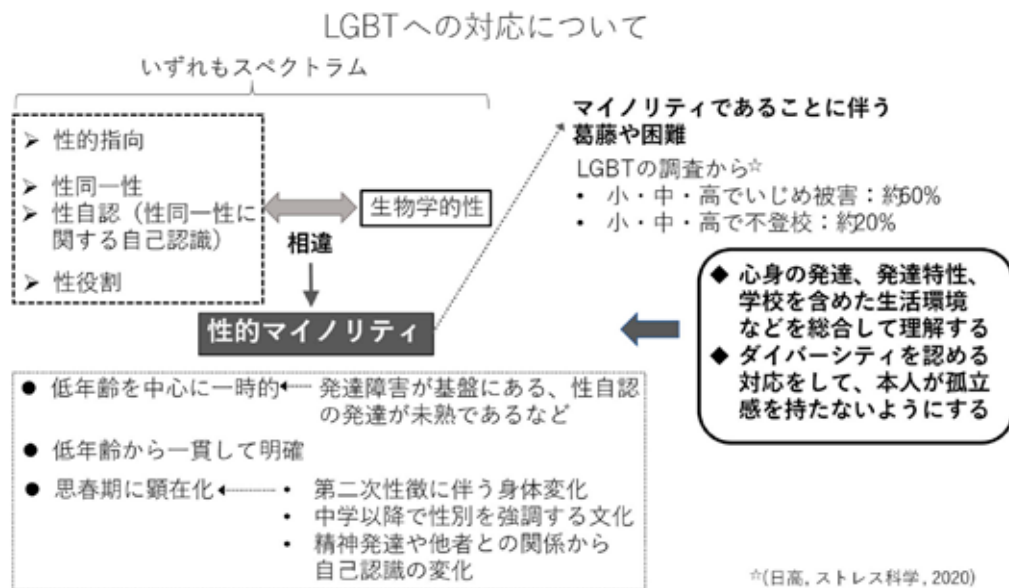 LGBTへの対応について
いずれもスペクトラム
➢ 性的指向
➢ 性同一性
➢ 性自認（性同一性に
関する自己認識）
➢ 性役割
生物学的性
相違
性的マイノリティ
マイノリティであることに伴う
葛藤や困難
LGBTの調査から☆
• 小・中・高でいじめ被害：約60%
• 小・中・高で不登校：約20%
◆ 心身の発達、発達特性、
学校を含めた生活環境
などを総合して理解する
◆ ダイバーシティを認める
対応をして、本人が孤立
感を持たないようにする
● 低年齢を中心に一時的
発達障害が基盤にある、性自認
の発達が未熟であるなど
● 低年齢から一貫して明確
● 思春期に顕在化
• 第二次性徴に伴う身体変化
• 中学以降で性別を強調する文化
• 精神発達や他者との関係から
自己認識の変化
☆(日高, ストレス科学, 2020)